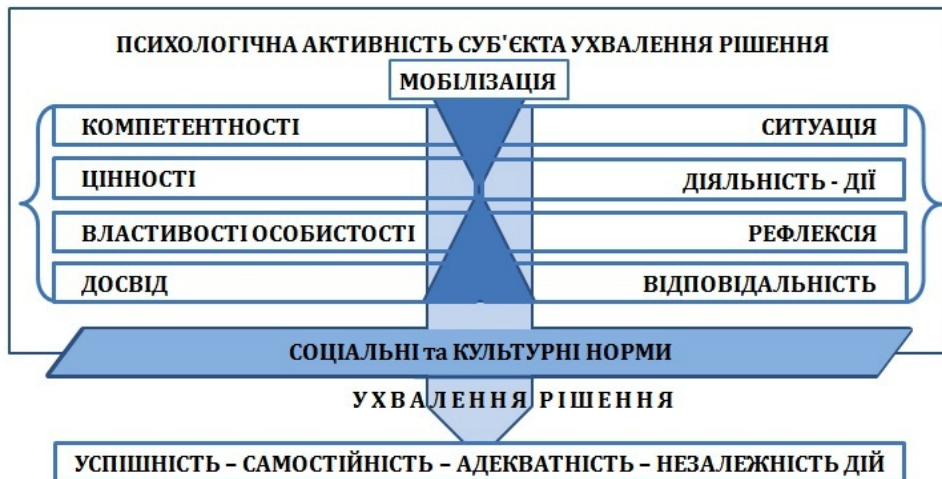 ПСИХОЛОГІЧНА АКТИВНІСТЬ СУБ'ЄКТА УХВАЛЕННЯ РІШЕННЯ
МОБІЛІЗАЦІЯ
КОМПЕТЕНТНОСТІ
СИТУАЦІЯ
ЦІННОСТІ
ДІЯЛЬНІСТЬ - ДІЇ
ВЛАСТИВОСТІ ОСОБИСТОСТІ
РЕФЛЕКСІЯ
ДОСВІД
ВІДПОВІДАЛЬНІСТЬ
СОЦІАЛЬНІ та КУЛЬТУРНІ НОРМИ
УХВАЛЕННЯ РІШЕННЯ
УСПІШНІСТЬ – САМОСТІЙНІСТЬ – АДЕКВАТНІСТЬ – НЕЗАЛЕЖНІСТЬ ДІЙ